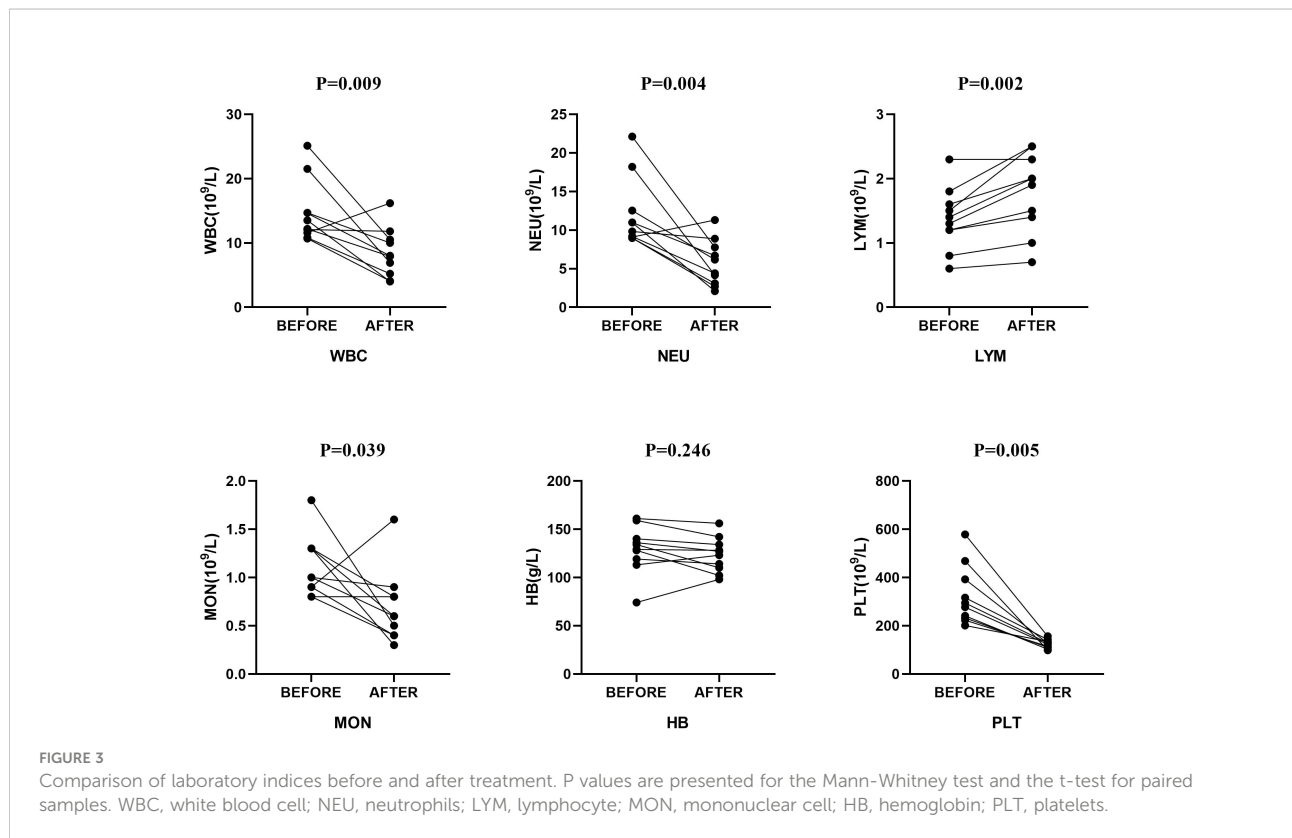 P=0.009
P=0.004
P=0.002
30
20
10
0
WBC(10⁹/L)
BEFORE AFTER
WBC
25
20
15
10
5
0
NEU(10⁹/L)
BEFORE AFTER
NEU
3
2
1
0
LYM(10⁹/L)
BEFORE AFTER
LYM
P=0.039
P=0.246
P=0.005
2.0
1.5
1.0
0.5
0.0
MON(10⁹/L)
BEFORE AFTER
MON
200
150
100
50
0
HB(g/L)
BEFORE AFTER
HB
800
600
400
200
0
PLT(10⁹/L)
BEFORE AFTER
PLT
FIGURE 3
Comparison of laboratory indices before and after treatment. P values are presented for the Mann-Whitney test and the t-test for paired
samples. WBC, white blood cell; NEU, neutrophils; LYM, lymphocyte; MON, mononuclear cell; HB, hemoglobin; PLT, platelets.